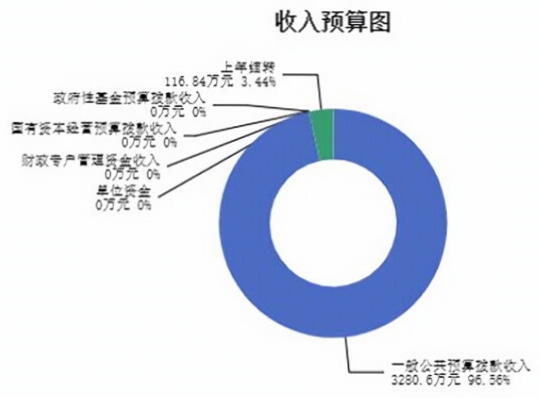 收入预算图
上年结转
116.84万元 3.44%
政府性基金预算拨款收入
0万元 0%
国有资本经营预算拨款收入
0万元 0%
财政专户管理资金收入
0万元 0%
单位资金
0万元 0%
一般公共预算拨款收入
3280.6万元 96.56%